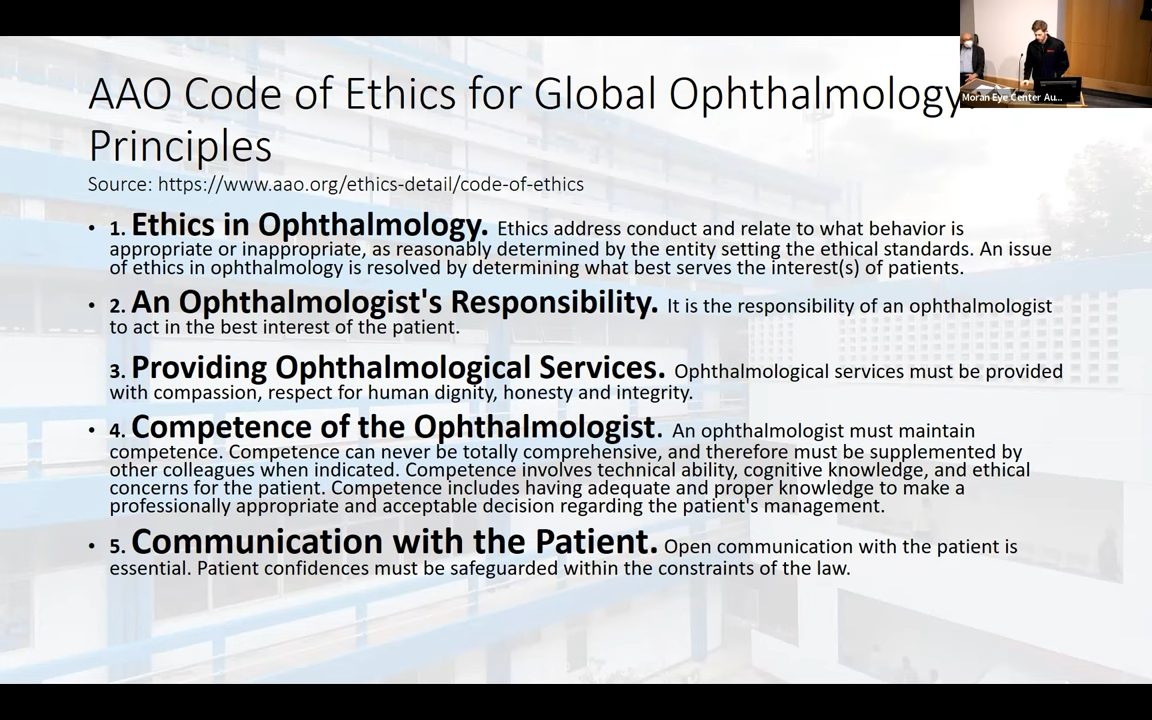 AAO Code of Ethics for Global Ophthalmology
Principles
Source: https://www.aao.org/ethics-detail/code-of-ethics
• 1. Ethics in Ophthalmology. Ethics address conduct and relate to what behavior is
appropriate or inappropriate, as reasonably determined by the entity setting the ethical standards. An issue
of ethics in ophthalmology is resolved by determining what best serves the interest(s) of patients.
• 2. An Ophthalmologist's Responsibility. It is the responsibility of an ophthalmologist
to act in the best interest of the patient.
3. Providing Ophthalmological Services. Ophthalmological services must be provided
with compassion, respect for human dignity, honesty and integrity.
• 4. Competence of the Ophthalmologist. An ophthalmologist must maintain
competence. Competence can never be totally comprehensive, and therefore must be supplemented by
other colleagues when indicated. Competence involves technical ability, cognitive knowledge, and ethical
concerns for the patient. Competence includes having adequate and proper knowledge to make a
professionally appropriate and acceptable decision regarding the patient's management.
• 5. Communication with the Patient. Open communication with the patient is
essential. Patient confidences must be safeguarded within the constraints of the law.
Moran Eye Center Au...